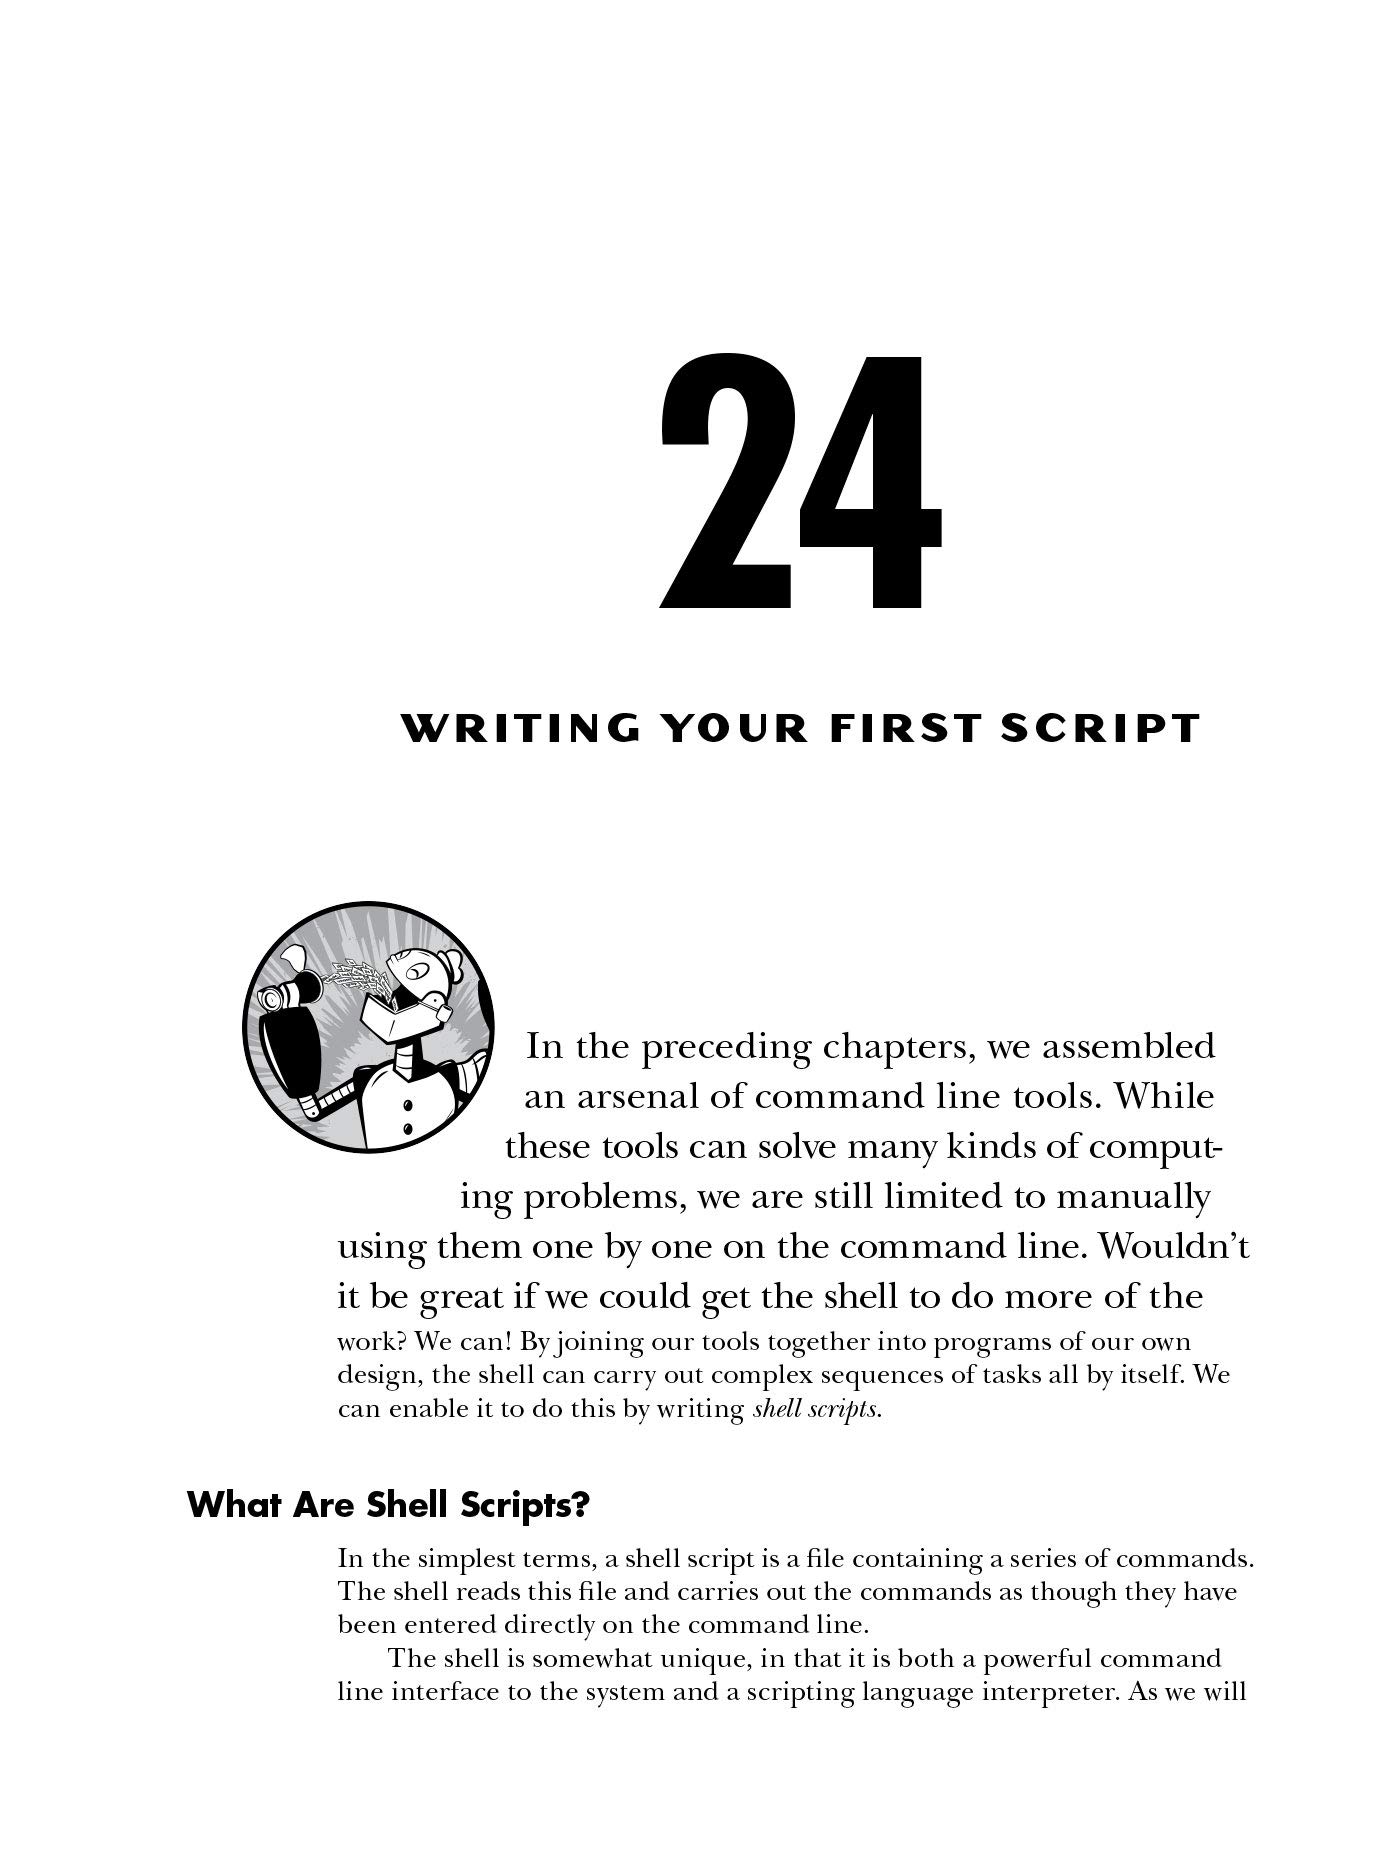 24
WRITING YOUR FIRST SCRIPT
In the preceding chapters, we assembled
an arsenal of command line tools. While
these tools can solve many kinds of comput-
ing problems, we are still limited to manually
using them one by one on the command line. Wouldn’t
it be great if we could get the shell to do more of the
work? We can! By joining our tools together into programs of our own
design, the shell can carry out complex sequences of tasks all by itself. We
can enable it to do this by writing shell scripts.
What Are Shell Scripts?
In the simplest terms, a shell script is a file containing a series of commands.
The shell reads this file and carries out the commands as though they have
been entered directly on the command line.
The shell is somewhat unique, in that it is both a powerful command
line interface to the system and a scripting language interpreter. As we will